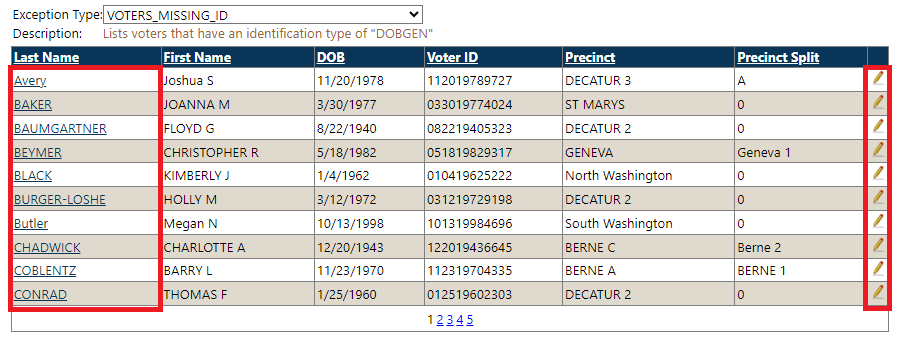 Exception Type: VOTERS_MISSING_ID
Description: Lists voters that have an identification type of "DOBGEN"
Last Name First Name DOB Voter ID Precinct Precinct Split
Avery Joshua S 11/20/1978 112019789727 DECATUR 3 A
BAKER JOANNA M 3/30/1977 033019774024 ST MARYS 0
BAUMGARTNER FLOYD G 8/22/1940 082219405323 DECATUR 2 0
BEYMER CHRISTOPHER R 5/18/1982 051819829317 GENEVA Geneva 1
BLACK KIMBERLY J 1/4/1962 010419625222 North Washington 0
BURGER-LOSHE HOLLY M 3/12/1972 031219729198 DECATUR 2 0
Butler Megan N 10/13/1998 101319984696 South Washington 0
CHADWICK CHARLOTTE A 12/20/1943 122019436645 BERNE C Berne 2
COBLENTZ BARRY L 11/23/1970 112319704335 BERNE A BERNE 1
CONRAD THOMAS F 1/25/1960 012519602303 DECATUR 2 0
1 2 3 4 5